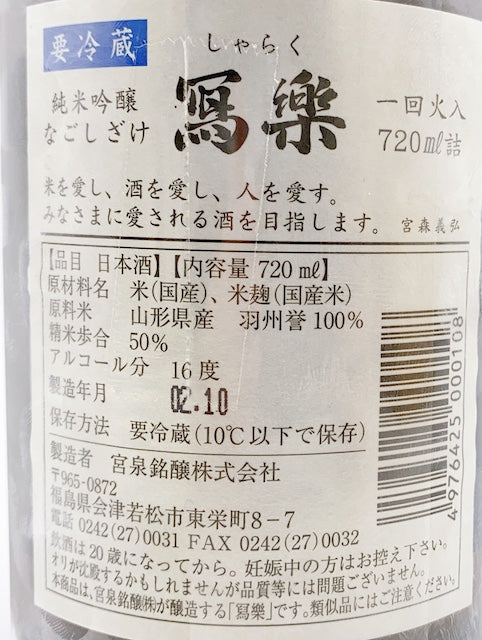 要冷蔵
しゃらく
純米吟醸
なごしざけ
寫樂
一回火入
720㎖詰
米を愛し、酒を愛し、人を愛す。
みなさまに愛される酒を目指します。 宮森義弘
【品目 日本酒】【内容量 720㎖】
原材料名 米(国産)、米麹(国産米)
原料米 山形県産 羽州誉100%
精米歩合 50%
アルコール分 16度
製造年月 02.10
保存方法 要冷蔵(10℃以下で保存)
製造者 宮泉銘醸株式会社
〒965-0872
福島県会津若松市東栄町8-7
電話 0242(27)0031 FAX 0242(27)0032
飲酒は20歳になってから。妊娠中の方はお控え下さい。
オリが沈殿するかもしれませんが品質等には問題ございません。
本商品は、宮泉銘醸㈱が醸造する「寫樂」です。類似品にはご注意ください。
4976425000108